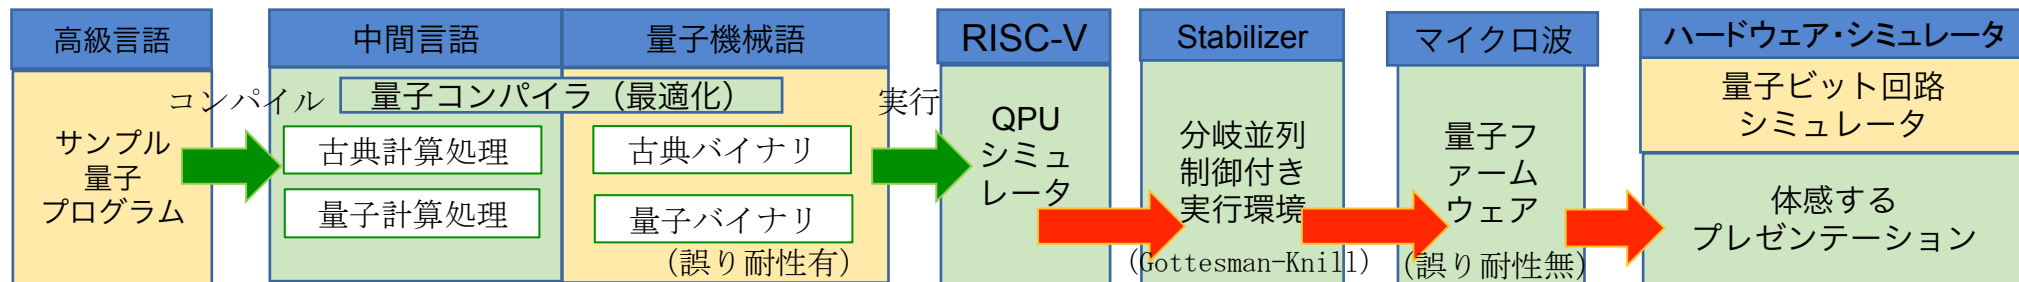 高級言語
サンプル
量子
プログラム
コンパイル
中間言語
量子機械語
量子コンパイラ（最適化）
古典計算処理
量子計算処理
古典バイナリ
量子バイナリ
(誤り耐性有)
実行
RISC-V
QPU
シミュ
レータ
Stabilizer
分岐並列
制御付き
実行環境
(Gottesman-Knill)
マイクロ波
量子フ
ァーム
ウェア
(誤り耐性無)
ハードウェア・シミュレータ
量子ビット回路
シミュレータ
体感する
プレゼンテーション